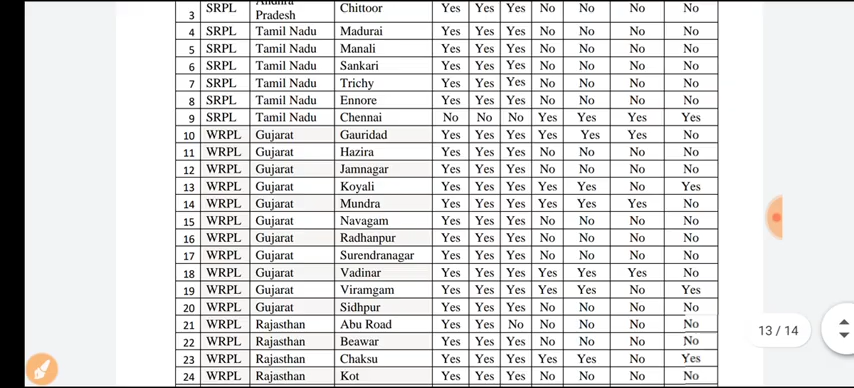 3 SRPL Andhra Pradesh Chittoor Yes Yes Yes No No No No
4 SRPL Tamil Nadu Madurai Yes Yes Yes No No No No
5 SRPL Tamil Nadu Manali Yes Yes Yes No No No No
6 SRPL Tamil Nadu Sankari Yes Yes Yes No No No No
7 SRPL Tamil Nadu Trichy Yes Yes Yes No No No No
8 SRPL Tamil Nadu Ennore Yes Yes Yes No No No No
9 SRPL Tamil Nadu Chennai No No No Yes Yes Yes Yes
10 WRPL Gujarat Gauridad Yes Yes Yes Yes Yes Yes No
11 WRPL Gujarat Hazira Yes Yes Yes No No No No
12 WRPL Gujarat Jamnagar Yes Yes Yes No No No No
13 WRPL Gujarat Koyali Yes Yes Yes Yes Yes No Yes
14 WRPL Gujarat Mundra Yes Yes Yes Yes Yes Yes No
15 WRPL Gujarat Navagam Yes Yes Yes No No No No
16 WRPL Gujarat Radhanpur Yes Yes Yes No No No No
17 WRPL Gujarat Surendranagar Yes Yes Yes No No No No
18 WRPL Gujarat Vadinar Yes Yes Yes Yes Yes Yes No
19 WRPL Gujarat Viramgam Yes Yes Yes Yes Yes No Yes
20 WRPL Gujarat Sidhpur Yes Yes Yes No No No No
21 WRPL Rajasthan Abu Road Yes Yes No No No No No
22 WRPL Rajasthan Beawar Yes Yes Yes No No No No
23 WRPL Rajasthan Chaksu Yes Yes Yes Yes Yes No Yes
24 WRPL Rajasthan Kot Yes Yes Yes No No No No
13 / 14